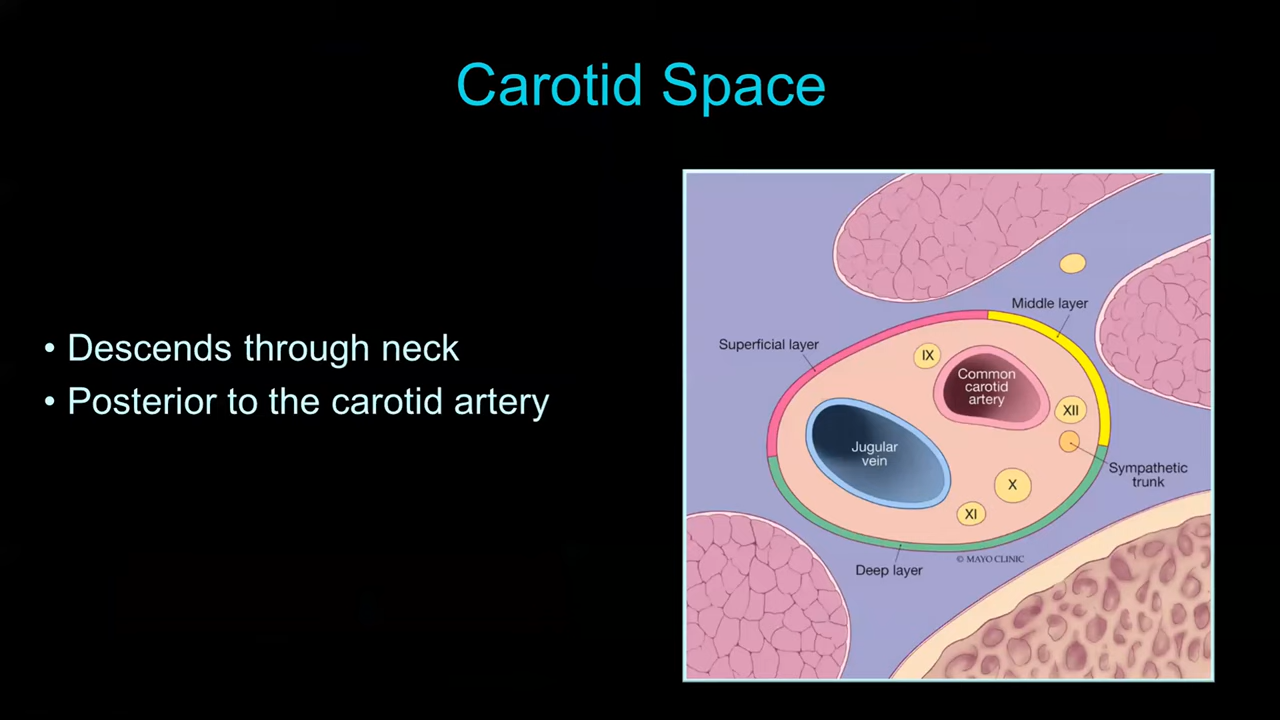 Carotid Space
• Descends through neck
• Posterior to the carotid artery
Middle layer
Superficial layer
IX
Common
carotid
artery
XII
Jugular
vein
Sympathetic
trunk
X
XI
© MAYO CLINIC
Deep layer